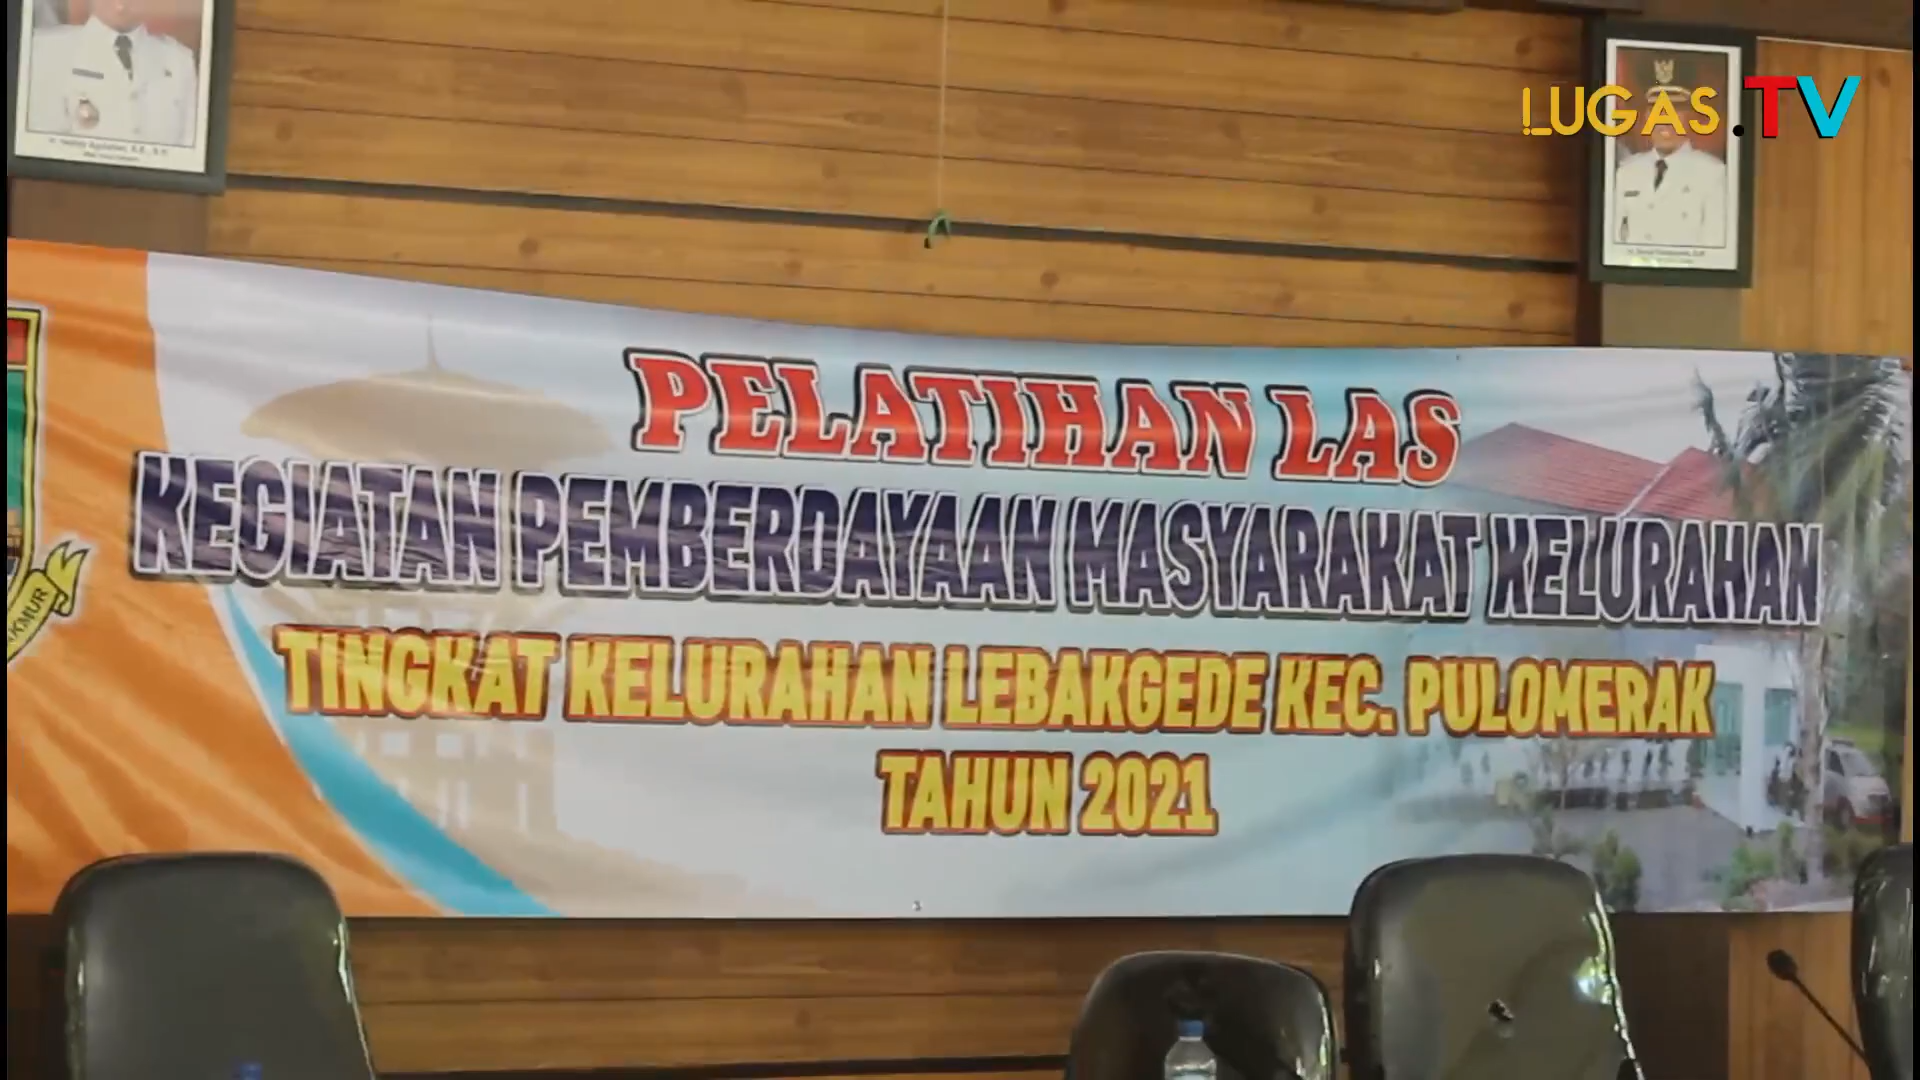 LUGAS.TV
PELATIHAN LAS
KEGIATAN PEMBERDAYAAN MASYARAKAT KELURAHAN
TINGKAT KELURAHAN LEBAKGEDE KEC. PULOMERAK
TAHUN 2021